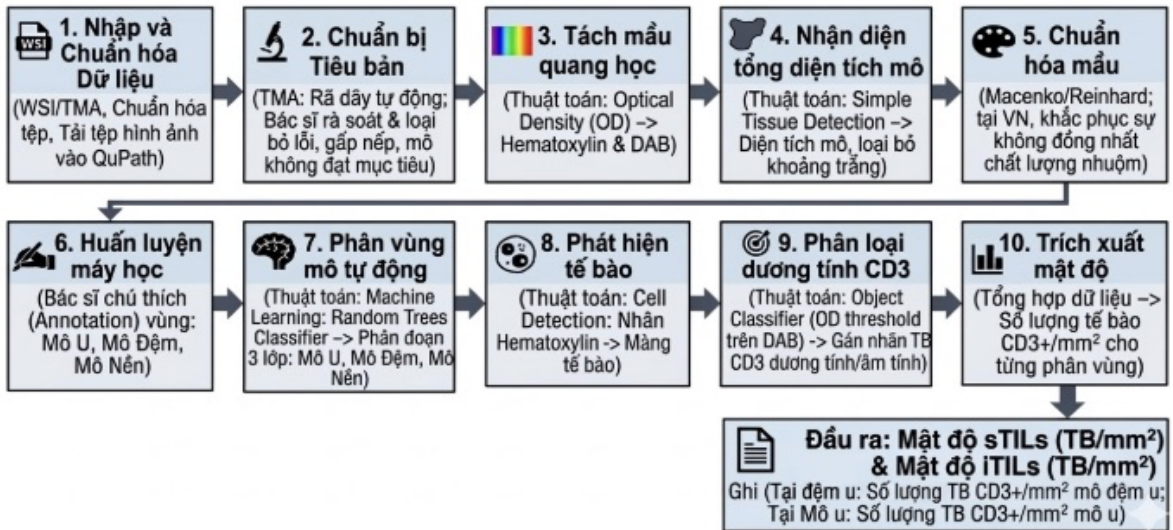 WSI
1. Nhập và
Chuẩn hóa
Dữ liệu
(WSI/TMA, Chuẩn hóa
tệp, Tải tệp hình ảnh
vào QuPath)
2. Chuẩn bị
Tiêu bản
(TMA: Rã dây tự động;
Bác sĩ rà soát & loại
bỏ lỗi, gấp nếp, mô
không đạt mục tiêu)
3. Tách mầu
quang học
(Thuật toán: Optical
Density (OD) –>
Hematoxylin & DAB)
4. Nhận diện
tổng diện tích mô
(Thuật toán: Simple
Tissue Detection –>
Diện tích mô, loại bỏ
khoảng trắng)
5. Chuẩn
hóa mầu
(Macenko/Reinhard;
tại VN, khắc phục sự
không đồng nhất
chất lượng nhuộm)
6. Huấn luyện
máy học
(Bác sĩ chú thích
(Annotation) vùng:
Mô U, Mô Đệm,
Mô Nền)
7. Phân vùng
mô tự động
(Thuật toán: Machine
Learning: Random Trees
Classifier –> Phân đoạn
3 lớp: Mô U, Mô Đệm, Mô
Nền)
8. Phát hiện
tế bào
(Thuật toán: Cell
Detection: Nhân
Hematoxylin -> Màng
tế bào)
9. Phân loại
dương tính CD3
(Thuật toán: Object
Classifier (OD threshold
trên DAB) -> Gán nhãn TB
CD3 dương tính/âm tính)
10. Trích xuất
mật độ
(Tổng hợp dữ liệu –>
Số lượng tế bào
CD3+/mm² cho
từng phân vùng)
Đầu ra: Mật độ sTILs (TB/mm²)
& Mật độ iTILs (TB/mm²)
Ghi (Tại đệm u: Số lượng TB CD3+/mm² mô đệm u;
Tại Mô u: Số lượng TB CD3+/mm² mô u)